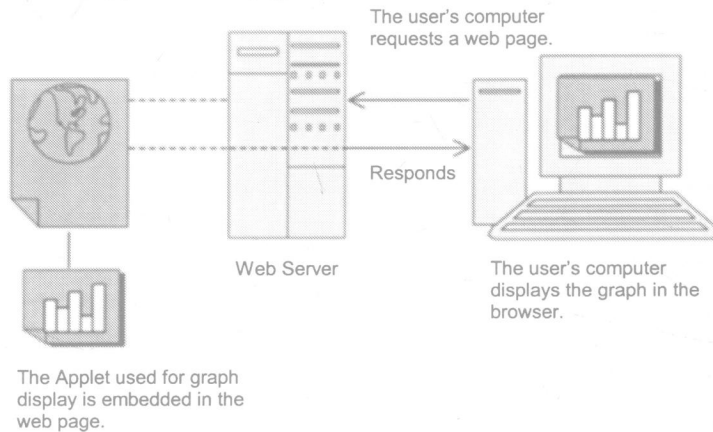 The user's computer
requests a web page.
Responds
Web Server
The user's computer
displays the graph in the
browser.
The Applet used for graph
display is embedded in the
web page.